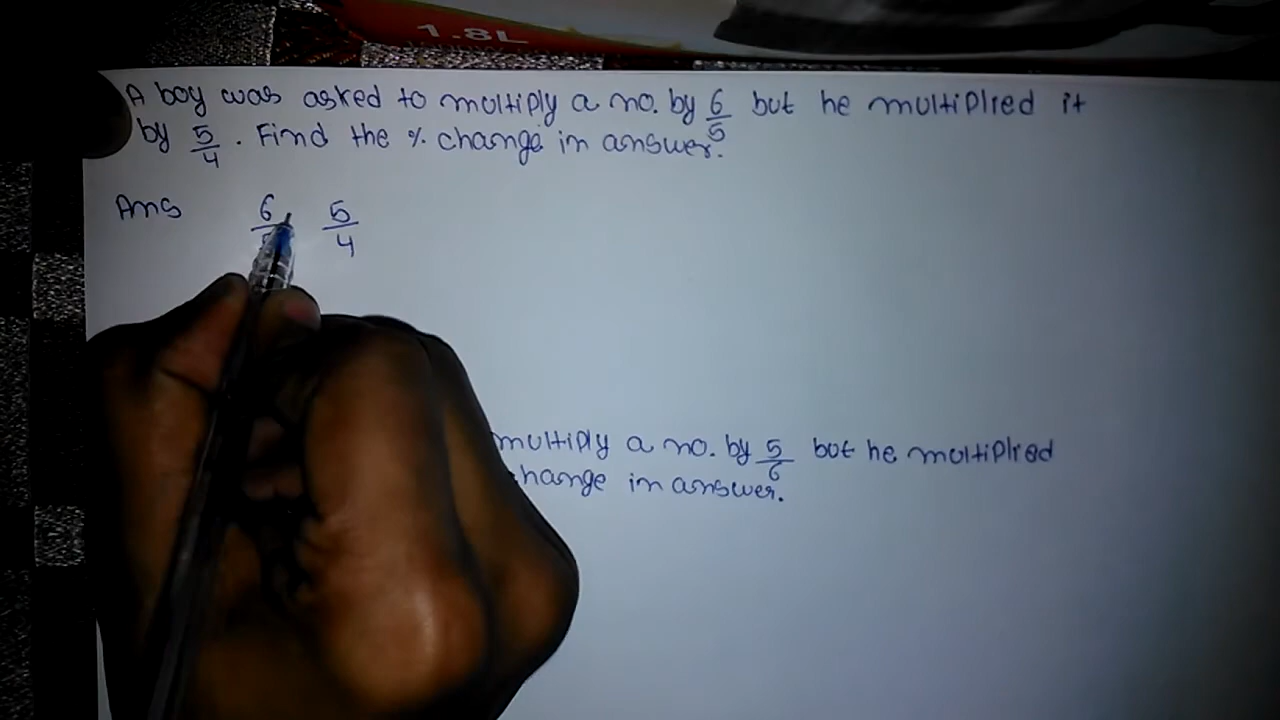 1.8L
A boy was asked to multiply a no. by 6/5 but he multiplied it
by 5/4. Find the % change in answer.
Ans 6 5/4
multiply a no. by 5/6 but he multiplied
change in answer.